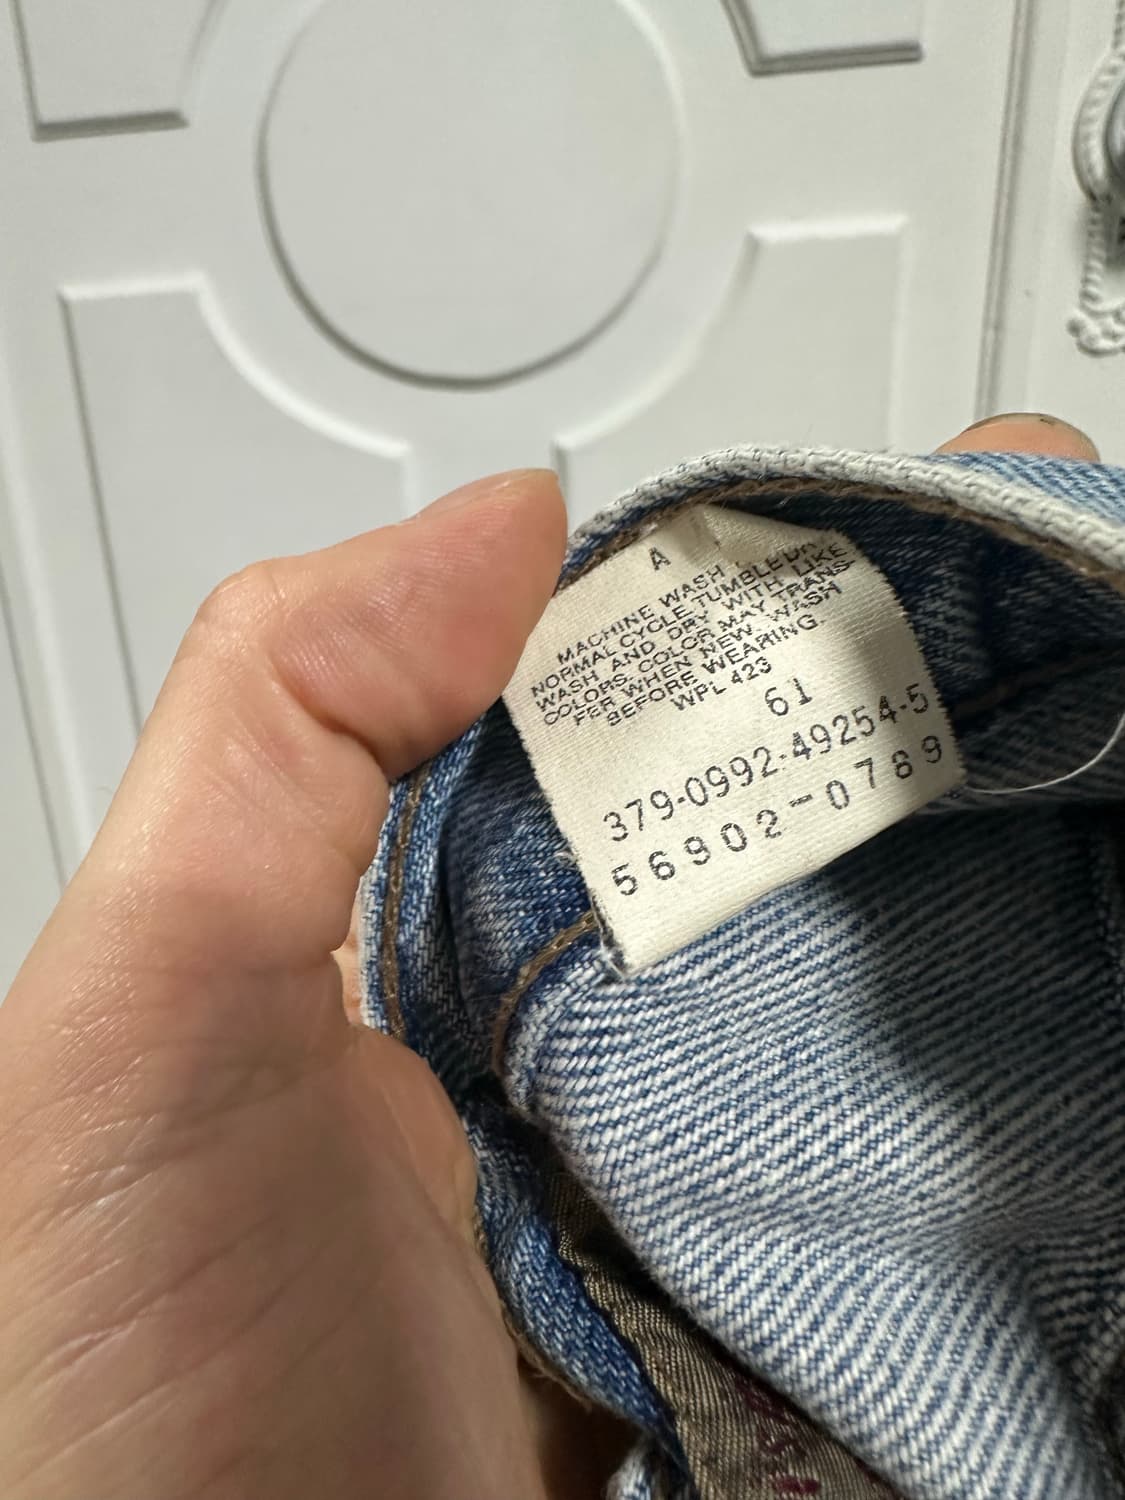 A
MACHINE WASH,
NORMAL CYCLE. TUMBLE DRY
WASH AND DRY WITH LIKE
COLORS. COLOR MAY TRANS-
FER WHEN NEW. WASH
BEFORE WEARING.
WPL 423
61
379-0992-49254-5
56902-0789